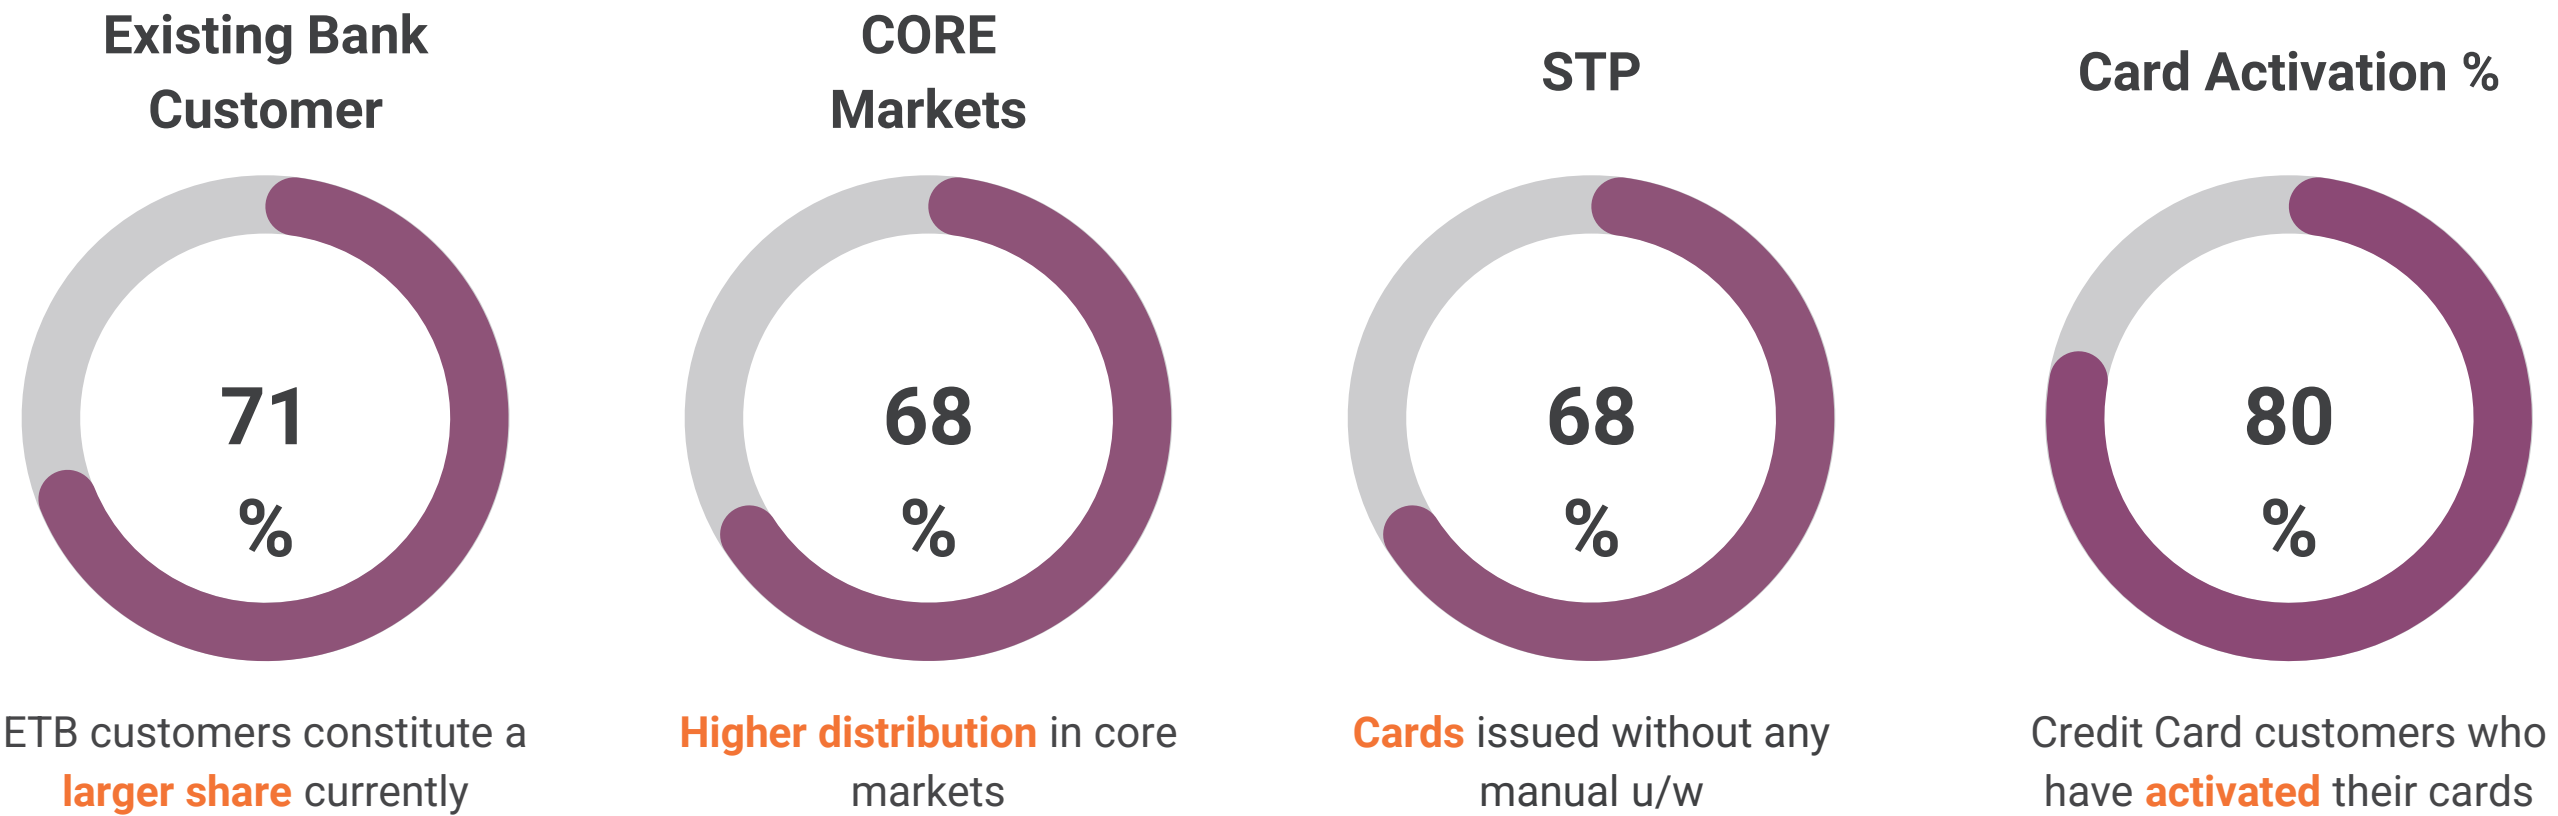 Existing Bank
Customer
71
%
ETB customers constitute a
larger share currently
CORE
Markets
68
%
Higher distribution in core
markets
STP
68
%
Cards issued without any
manual u/w
Card Activation %
80
%
Credit Card customers who
have activated their cards